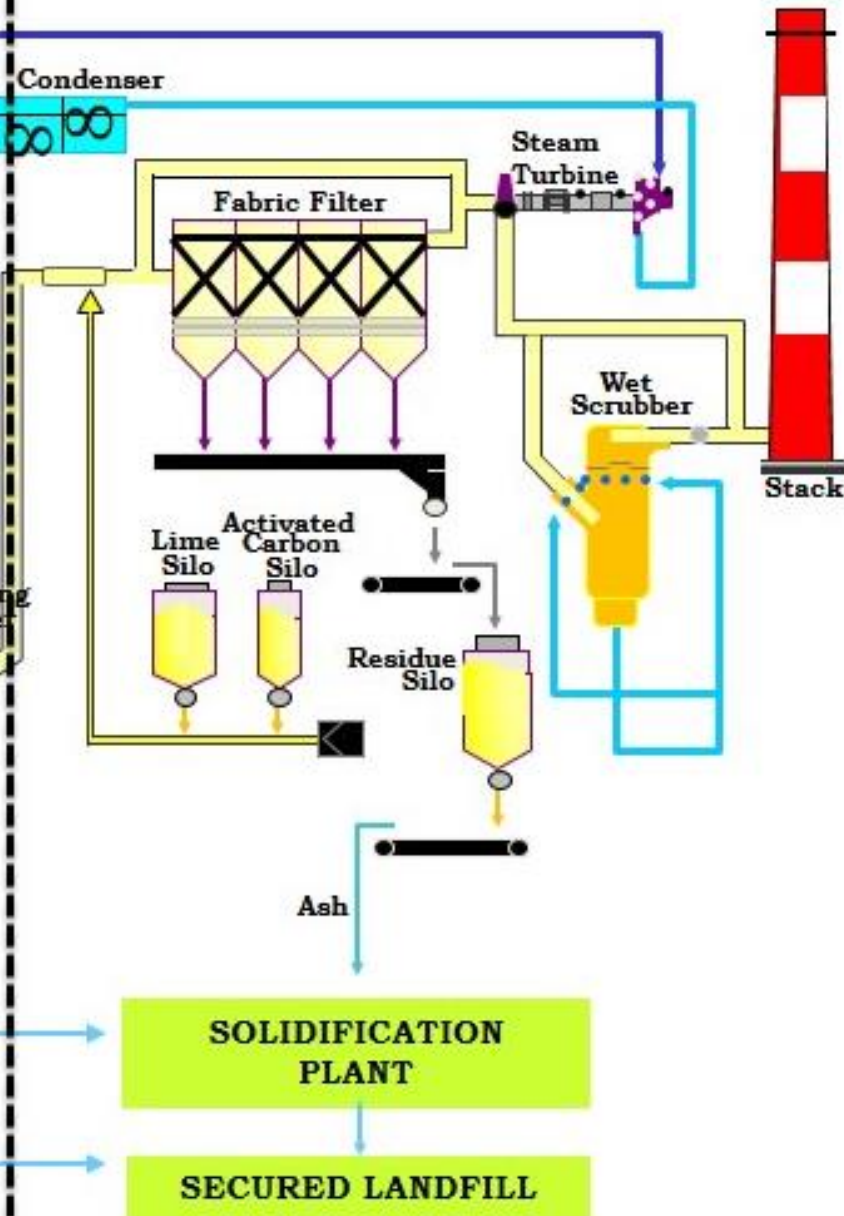 Condenser
Steam
Turbine
Fabric Filter
Wet
Scrubber
Stack
Activated
Carbon
Silo
Lime
Silo
Residue
Silo
Ash
SOLIDIFICATION
PLANT
SECURED LANDFILL